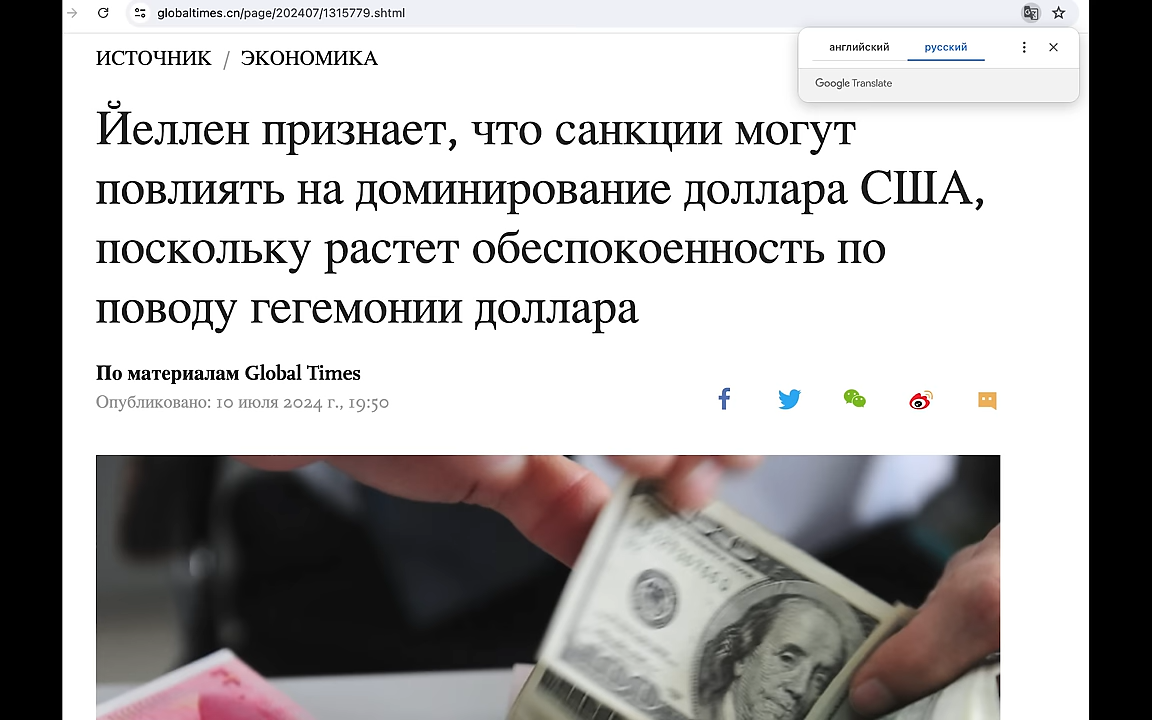 globaltimes.cn/page/202407/1315779.shtml
английский русский
Google Translate
ИСТОЧНИК / ЭКОНОМИКА
Йеллен признает, что санкции могут
повлиять на доминирование доллара США,
поскольку растет обеспокоенность по
поводу гегемонии доллара
По материалам Global Times
Опубликовано: 10 июля 2024 г., 19:50